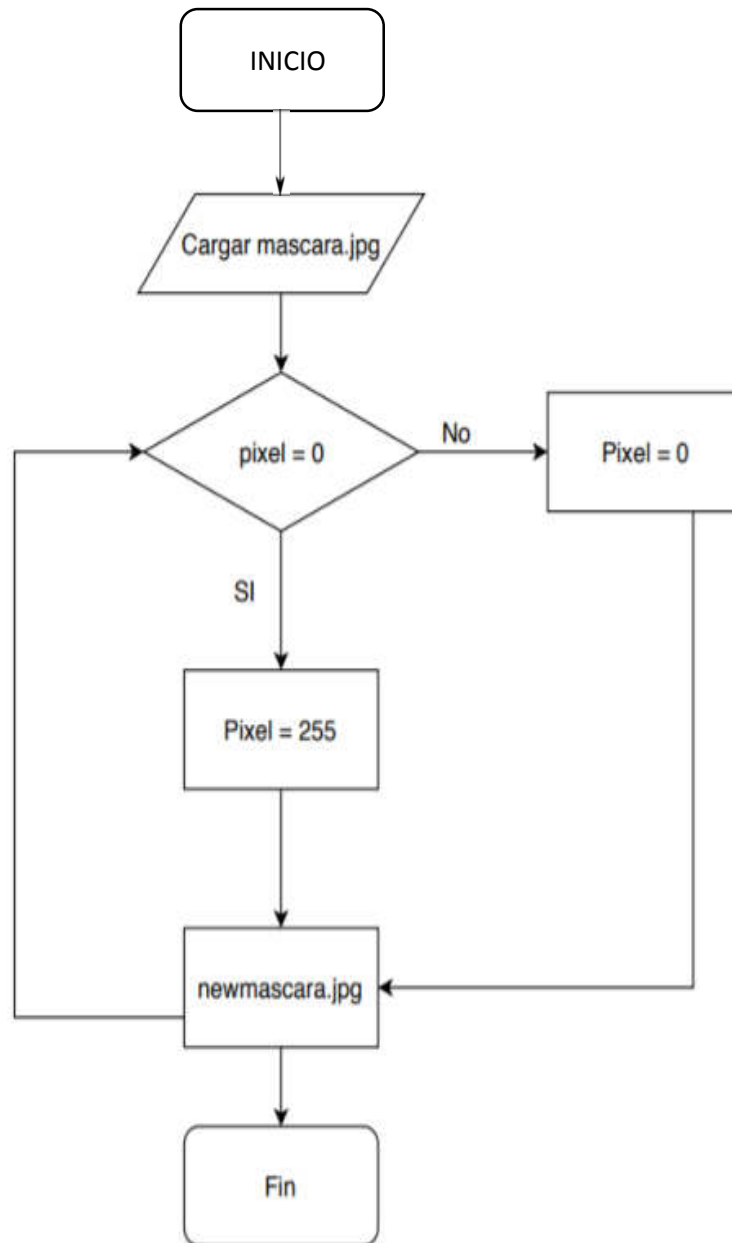 INICIO
Cargar mascara.jpg
pixel = 0
No
Pixel = 0
SI
Pixel = 255
newmascara.jpg
Fin